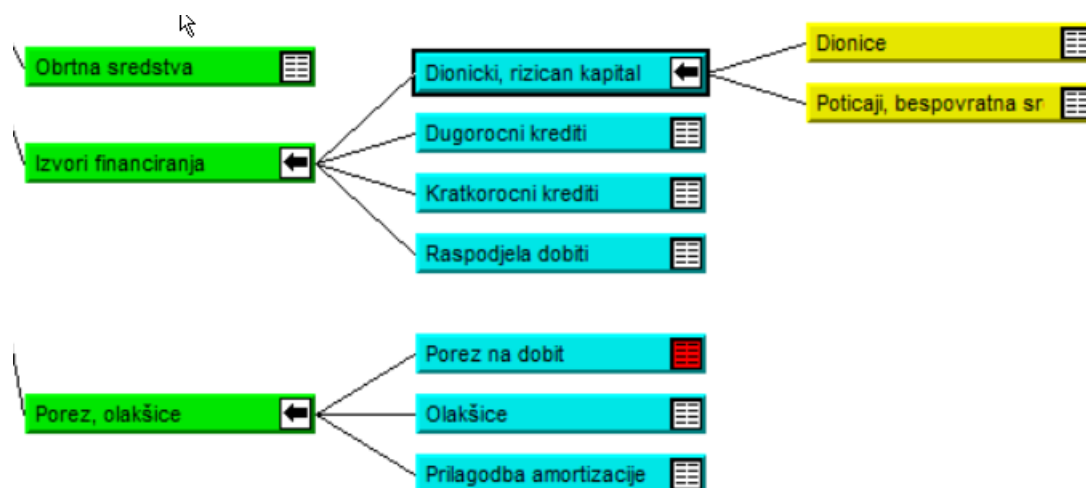 Obrtna sredstva
Izvori financiranja
Porez, olakšice
Dionicki, rizican kapital
Dugorocni krediti
Kratkorocni krediti
Raspodjela dobiti
Porez na dobit
Olakšice
Prilagodba amortizacije
Dionice
Poticaji, bespovratna